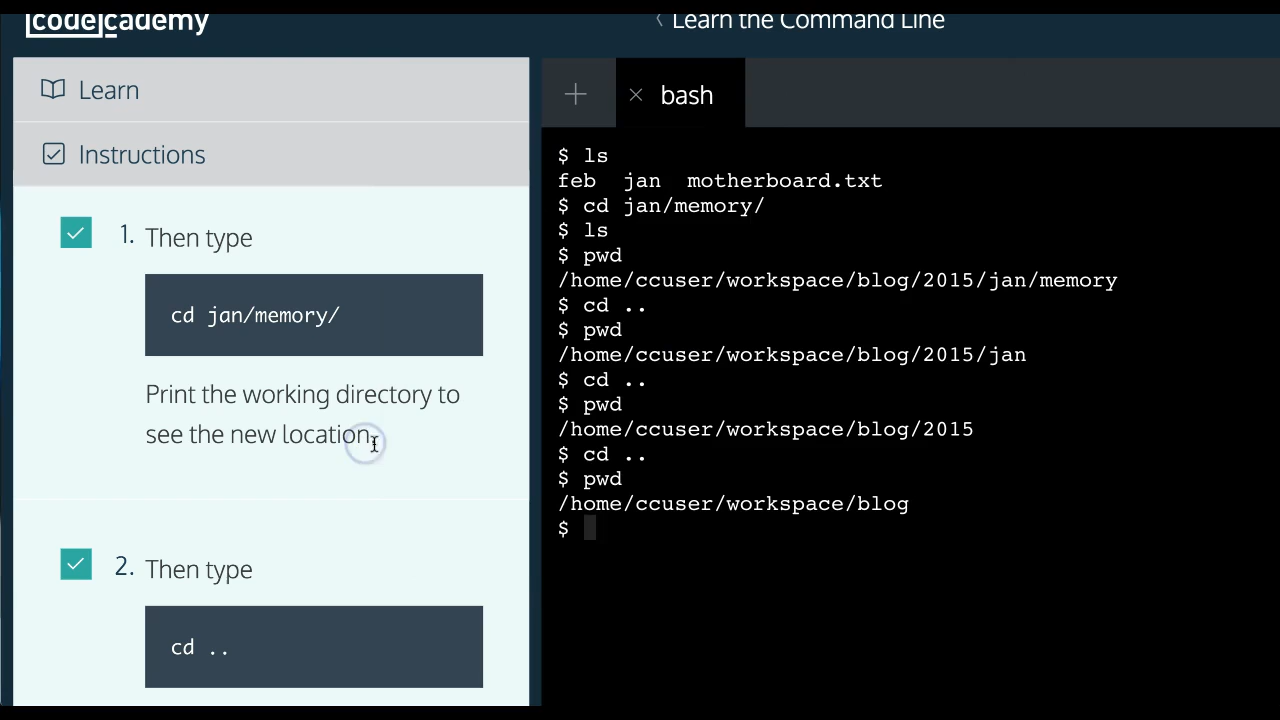 codecademy
Learn the Command Line
Learn
Instructions
1. Then type
cd jan/memory/
Print the working directory to
see the new location.
2. Then type
cd ..
bash
$ ls
feb jan motherboard.txt
$ cd jan/memory/
$ ls
$ pwd
/home/ccuser/workspace/blog/2015/jan/memory
$ cd ..
$ pwd
/home/ccuser/workspace/blog/2015/jan
$ cd ..
$ pwd
/home/ccuser/workspace/blog/2015
$ cd ..
$ pwd
/home/ccuser/workspace/blog
$